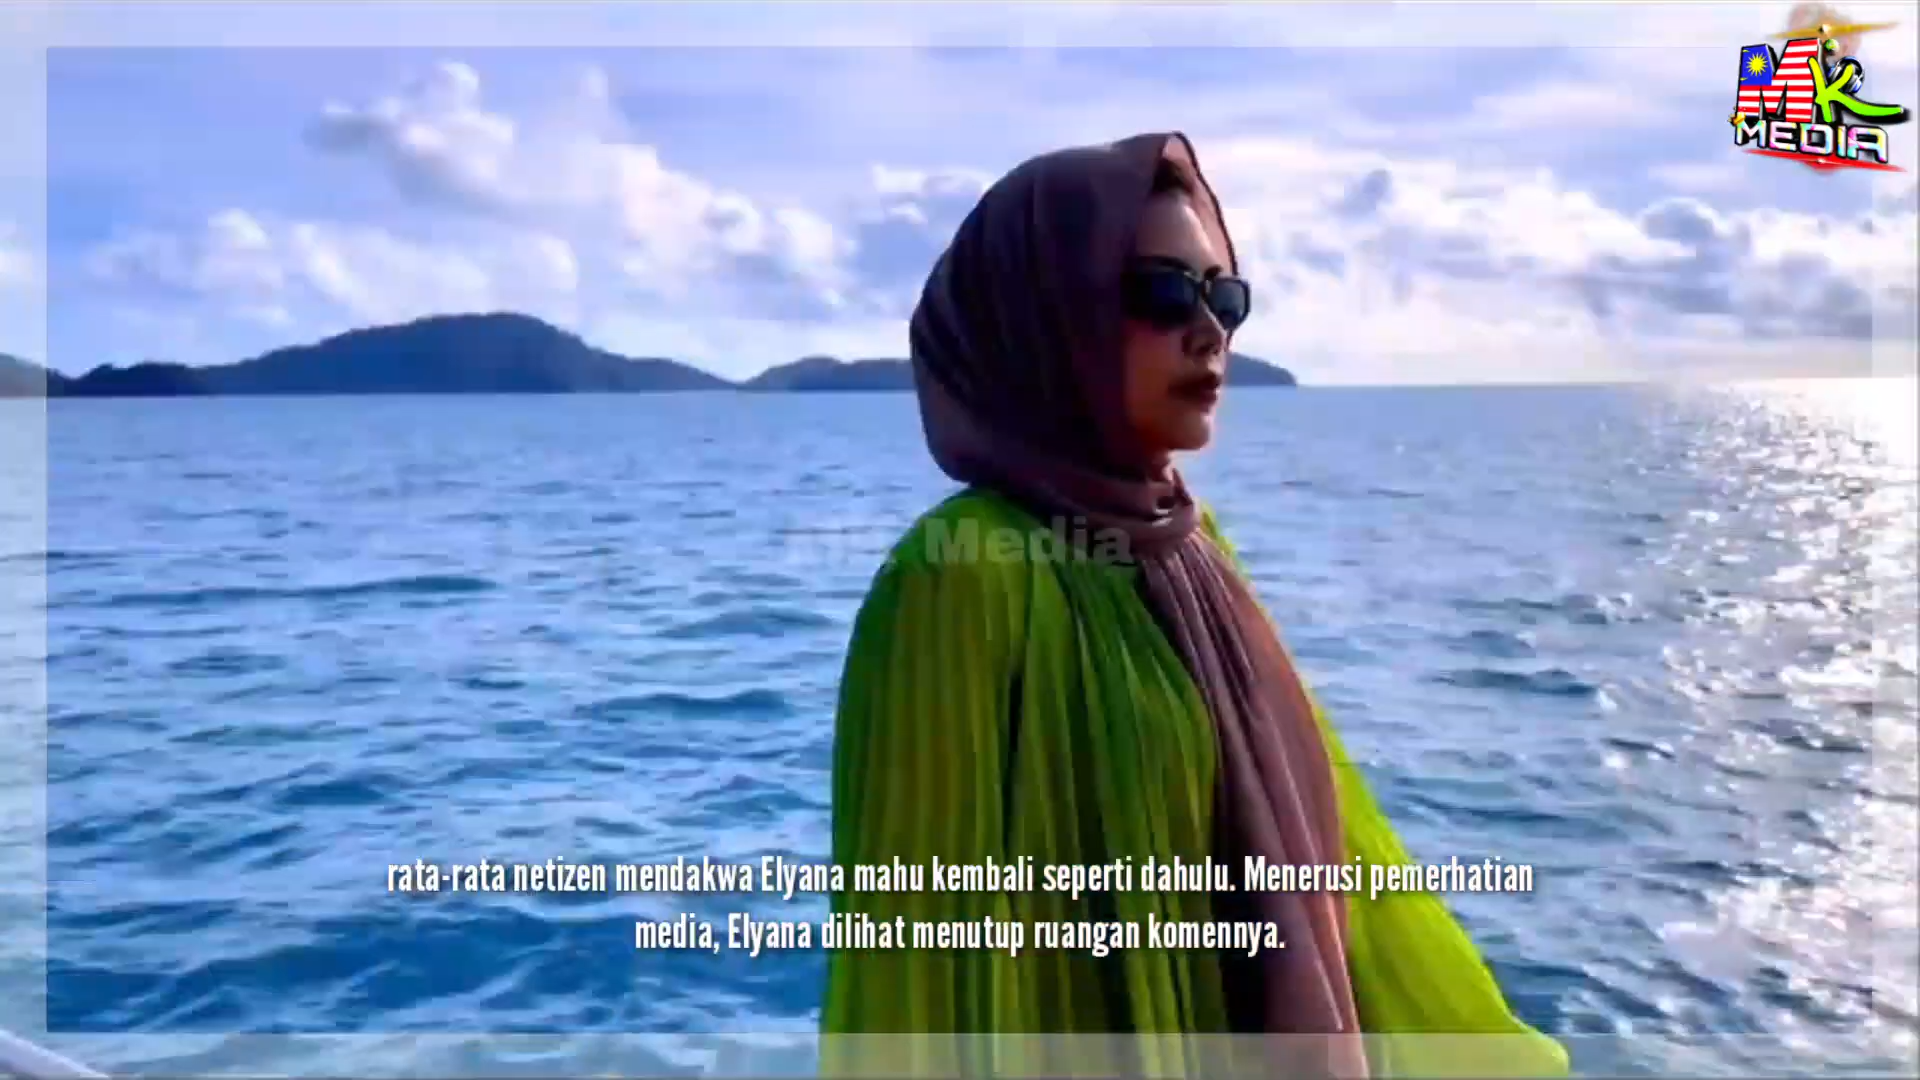 MK
MEDIA
Media
rata-rata netizen mendakwa Elyana mahu kembali seperti dahulu. Menerusi pemerhatian
media, Elyana dilihat menutup ruangan komennya.